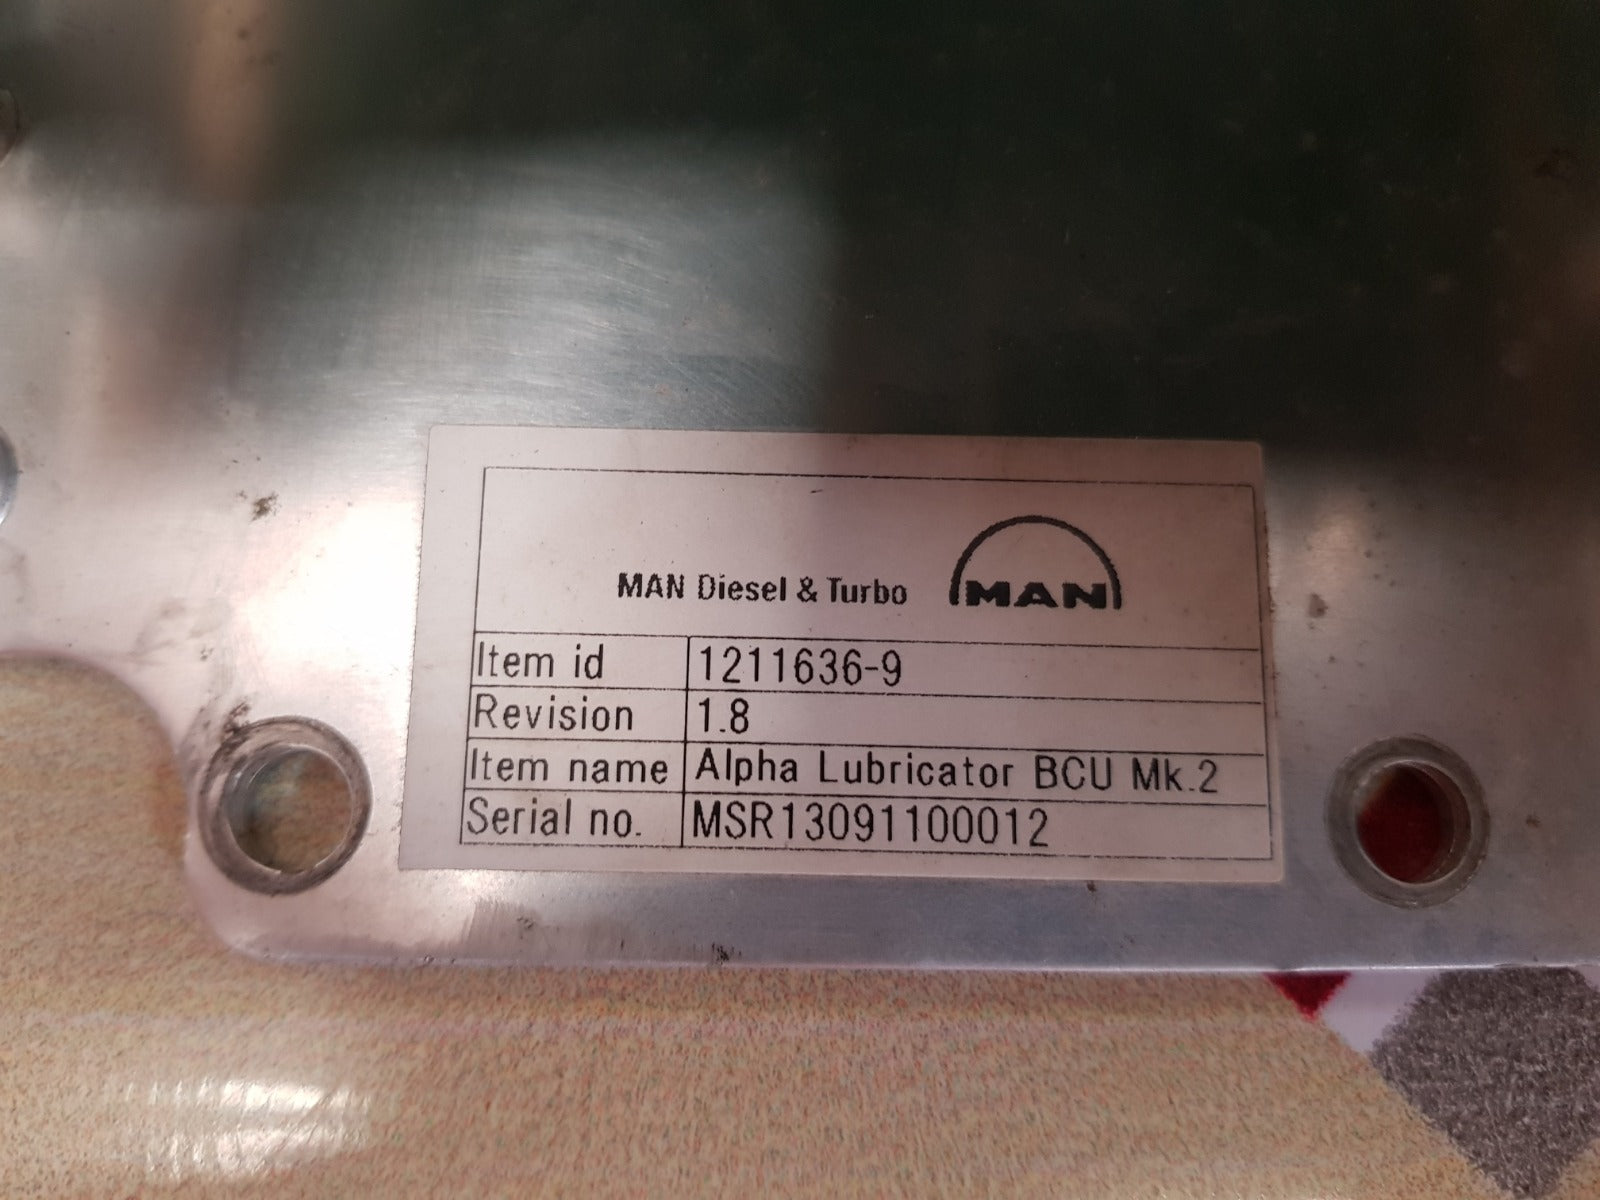 MAN Diesel & Turbo MAN
Item id 1211636-9
Revision 1.8
Item name Alpha Lubricator BCU Mk.2
Serial no. MSR13091100012